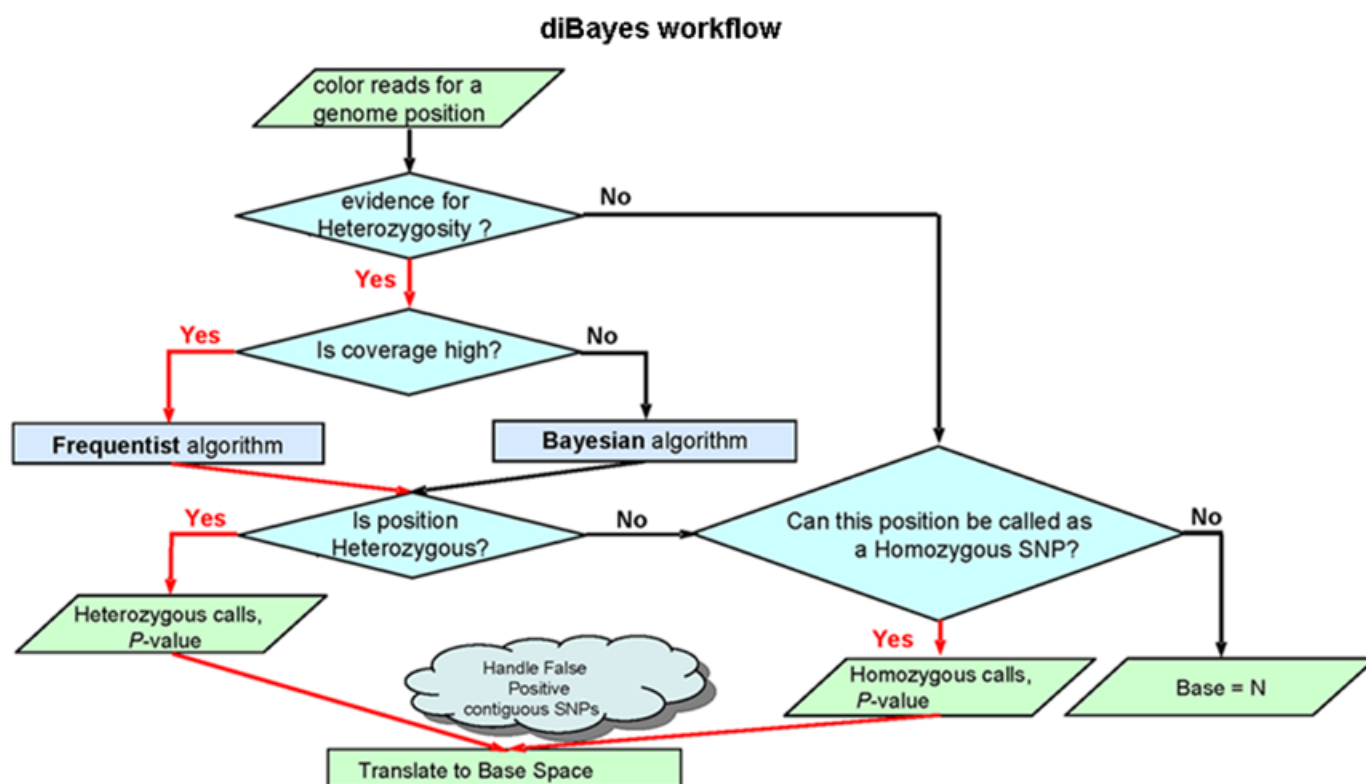 diBayes workflow
color reads for a
genome position
evidence for
Heterozygosity ?
No
Yes
Yes
Is coverage high?
No
Frequentist algorithm
Bayesian algorithm
Yes
Is position
Heterozygous?
No
Can this position be called as
a Homozygous SNP?
No
Heterozygous calls,
P-value
Handle False
Positive
contiguous SNPs
Yes
Homozygous calls,
P-value
Base = N
Translate to Base Space